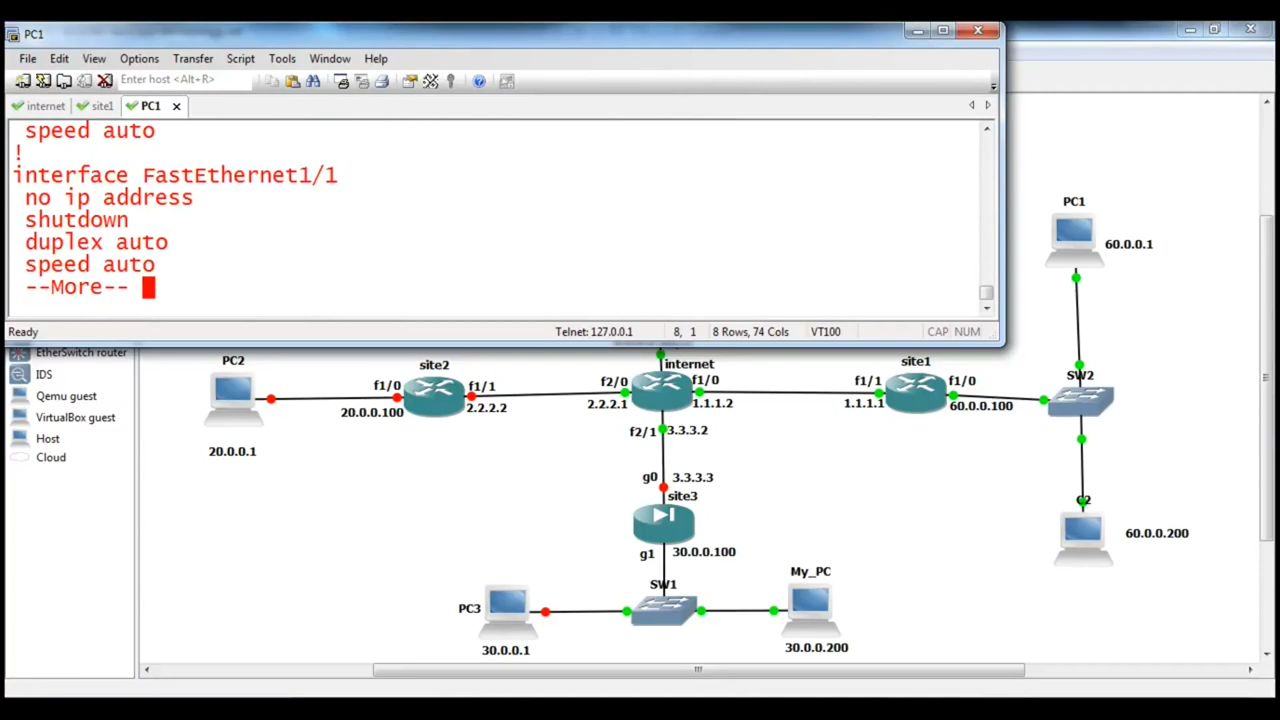 PC1
File Edit View Options Transfer Script Tools Window Help
Enter host <Alt+R>
internet site1 PC1
speed auto
!
interface FastEthernet1/1
no ip address
shutdown
duplex auto
speed auto
--More--
Ready Telnet: 127.0.0.1 8, 1 8 Rows, 74 Cols VT100 CAP NUM
EtherSwitch router
IDS
Qemu guest
VirtualBox guest
Host
Cloud
PC1
60.0.0.1
PC2
site2
internet
site1
SW2
f1/0
f1/1
f2/0
f1/0
f1/1
f1/0
20.0.0.100
2.2.2.2
2.2.2.1
1.1.1.2
1.1.1.1
60.0.0.100
20.0.0.1
f2/1
3.3.3.2
g0
3.3.3.3
site3
g1
30.0.0.100
C2
60.0.0.200
SW1
My_PC
PC3
30.0.0.1
30.0.0.200